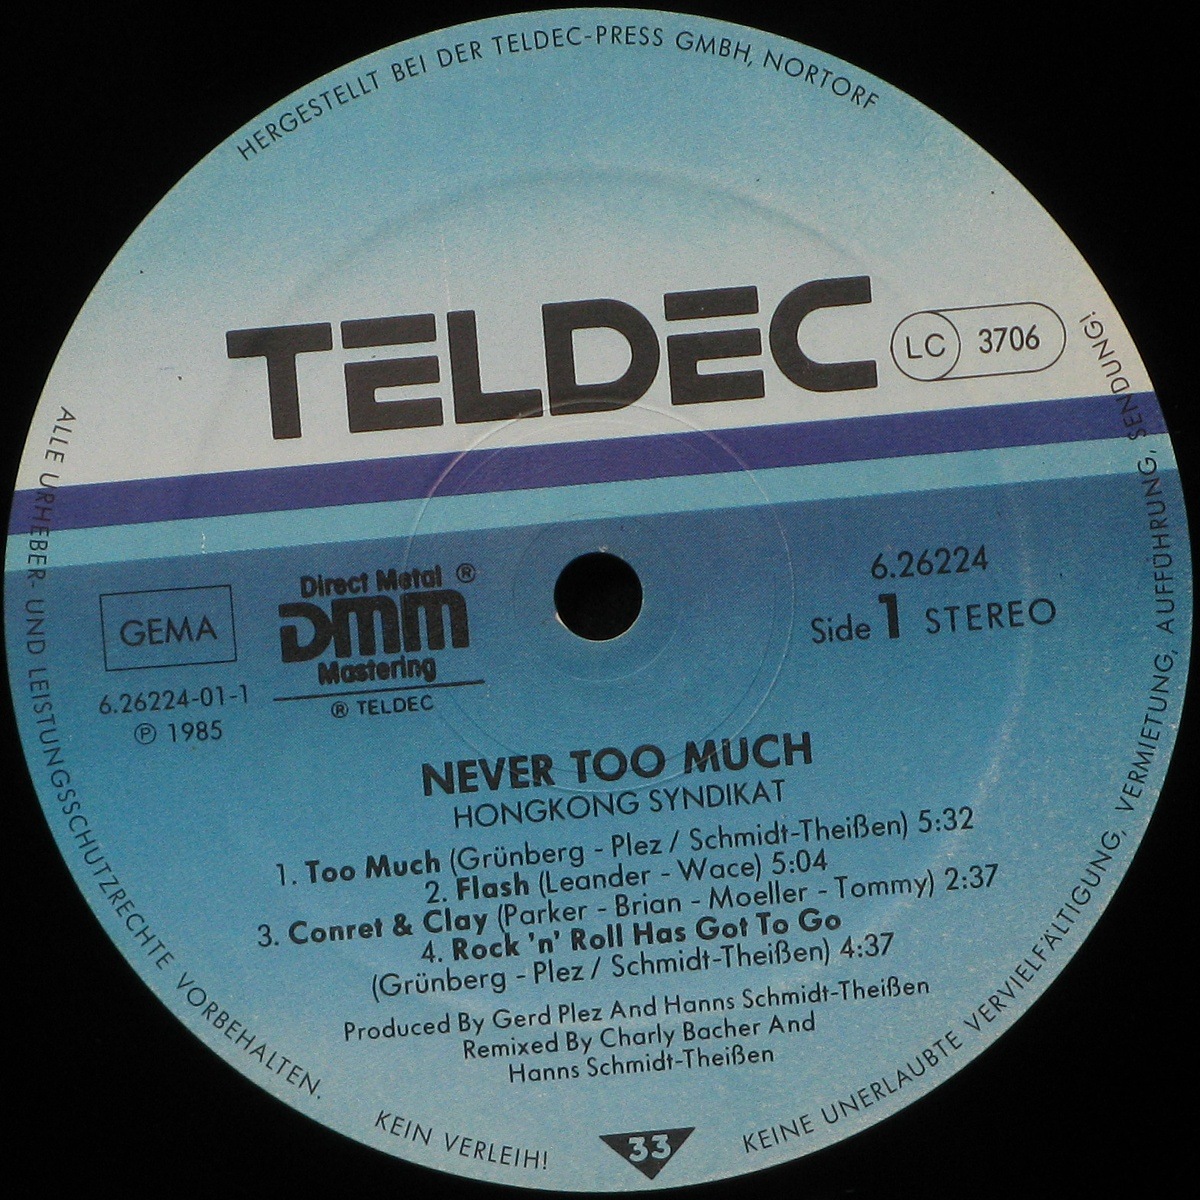 HERGESTELLT BEI DER TELDEC-PRESS GMBH, NORTORF
TELDEC
LC 3706
Direct Metal ®
DMM
Mastering
® TELDEC
GEMA
6.26224-01-1
℗ 1985
6.26224
Side 1 STEREO
NEVER TOO MUCH
HONGKONG SYNDIKAT
1. Too Much (Grünberg - Plez / Schmidt-Theißen) 5:32
2. Flash (Leander - Wace) 5:04
3. Conret & Clay (Parker - Brian - Moeller - Tommy) 2:37
4. Rock 'n' Roll Has Got To Go
(Grünberg - Plez / Schmidt-Theißen) 4:37
Produced By Gerd Plez And Hanns Schmidt-Theißen
Remixed By Charly Bacher And
Hanns Schmidt-Theißen
ALLE URHEBER- UND LEISTUNGSSCHUTZRECHTE VORBEHALTEN.
KEIN VERLEIH!
33
KEINE UNERLAUBTE VERVIELFÄLTIGUNG, VERMIETUNG, AUFFÜHRUNG, SENDUNG!